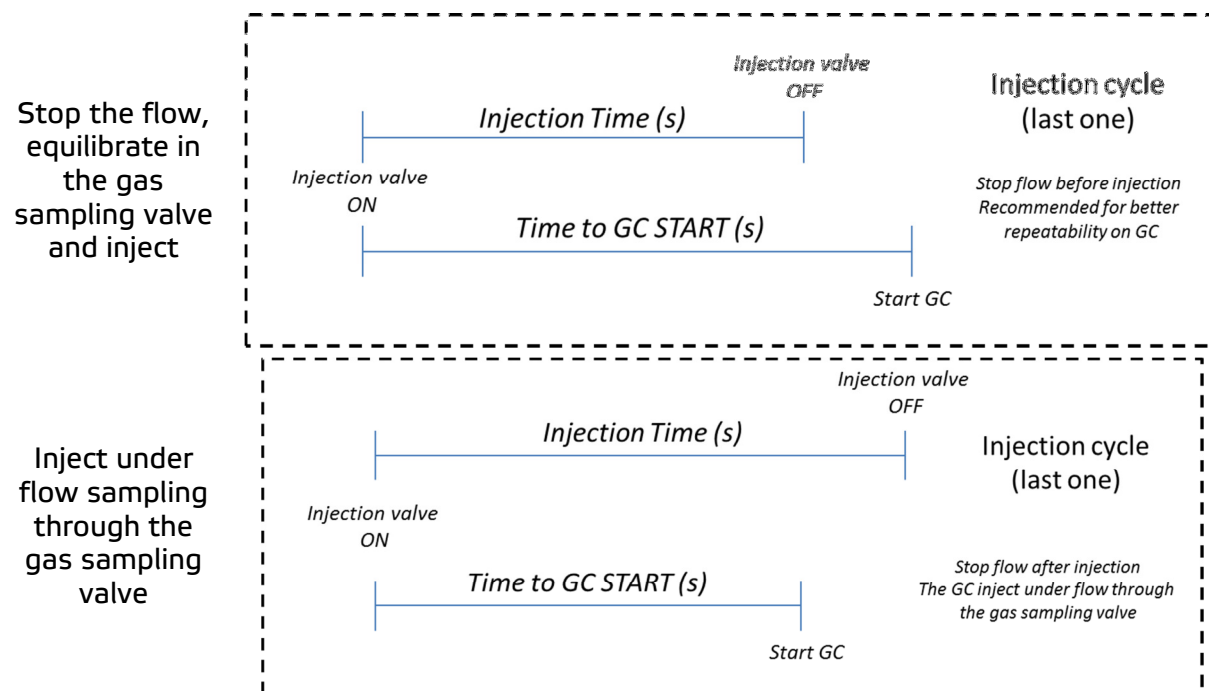 Stop the flow,
equilibrate in
the gas
sampling valve
and inject
Injection valve
OFF
Injection Time (s)
Injection valve
ON
Time to GC START (s)
Start GC
Injection cycle
(last one)
Stop flow before injection
Recommended for better
repeatability on GC
Inject under
flow sampling
through the
gas sampling
valve
Injection valve
OFF
Injection Time (s)
Injection valve
ON
Time to GC START (s)
Start GC
Injection cycle
(last one)
Stop flow after injection
The GC inject under flow through
the gas sampling valve